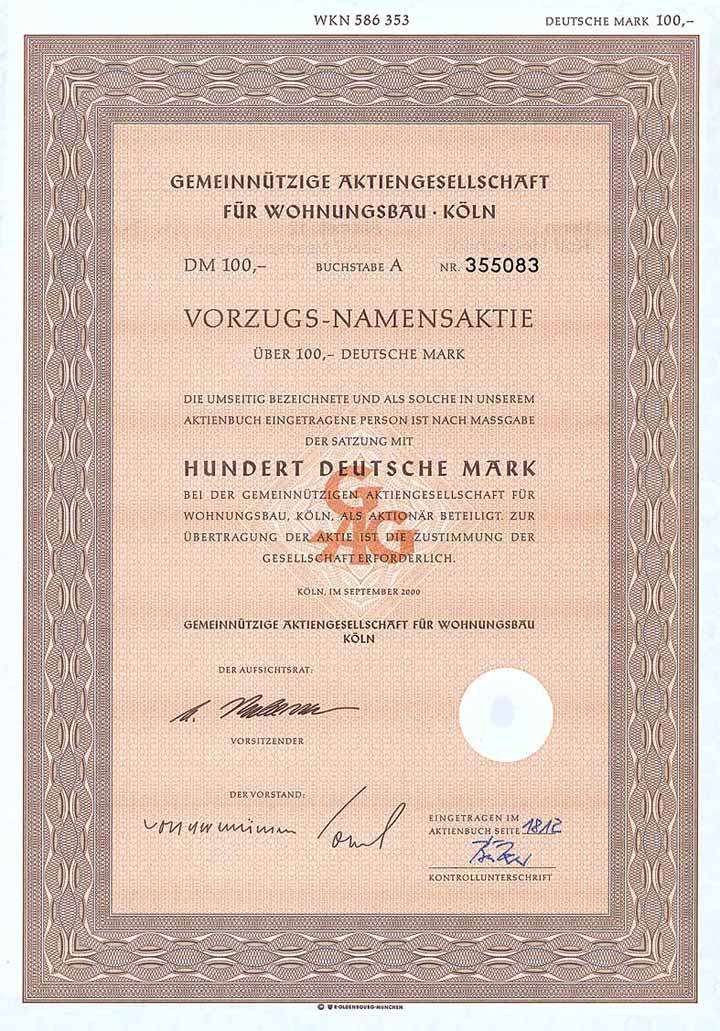 WKN 586 353 DEUTSCHE MARK 100,–
GEMEINNÜTZIGE AKTIENGESELLSCHAFT
FÜR WOHNUNGSBAU · KÖLN
DM 100,– BUCHSTABE A NR. 355083
VORZUGS-NAMENSAKTIE
ÜBER 100,– DEUTSCHE MARK
DIE UMSEITIG BEZEICHNETE UND ALS SOLCHE IN UNSEREM
AKTIENBUCH EINGETRAGENE PERSON IST NACH MASSGABE
DER SATZUNG MIT
HUNDERT DEUTSCHE MARK
BEI DER GEMEINNÜTZIGEN AKTIENGESELLSCHAFT FÜR
WOHNUNGSBAU, KÖLN, ALS AKTIONÄR BETEILIGT. ZUR
ÜBERTRAGUNG DER AKTIE IST DIE ZUSTIMMUNG DER
GESELLSCHAFT ERFORDERLICH.
GAG
KÖLN, IM SEPTEMBER 2000
GEMEINNÜTZIGE AKTIENGESELLSCHAFT FÜR WOHNUNGSBAU
KÖLN
DER AUFSICHTSRAT:
VORSITZENDER
DER VORSTAND:
EINGETRAGEN IM
AKTIENBUCH SEITE 1812
KONTROLLUNTERSCHRIFT
R·OLDENBOURG·MÜNCHEN